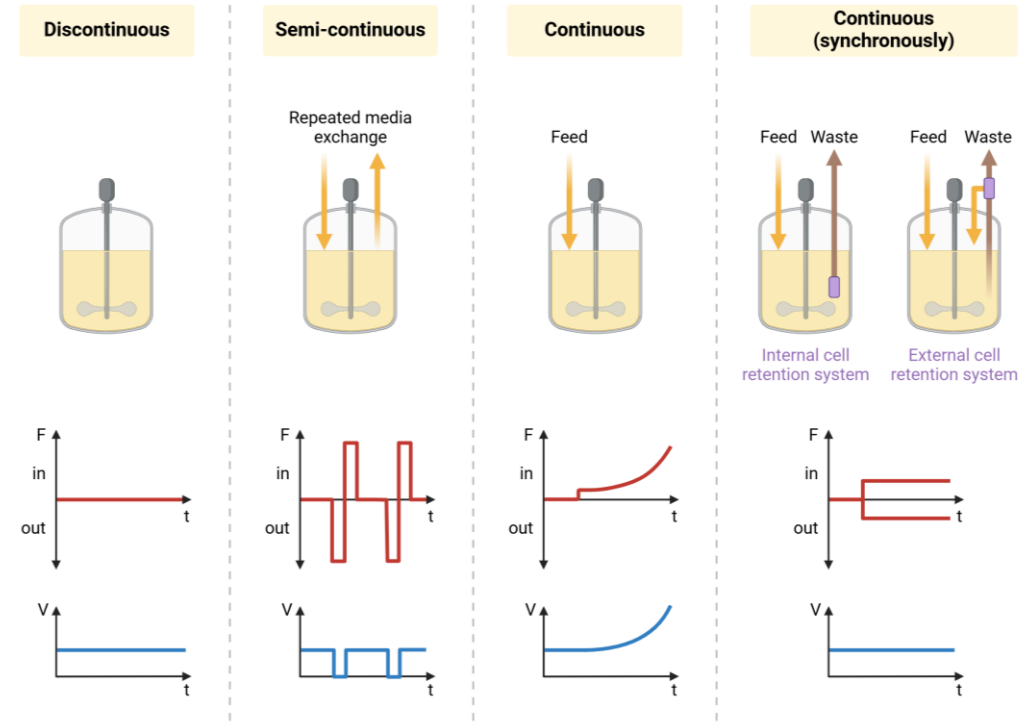 Discontinuous
Semi-continuous
Continuous
Continuous
(synchronously)
Repeated media
exchange
Feed
Feed Waste
Feed Waste
Internal cell
retention system
External cell
retention system
F
in
out
t
F
in
out
t
F
in
out
t
F
in
out
t
V
t
V
t
V
t
V
t